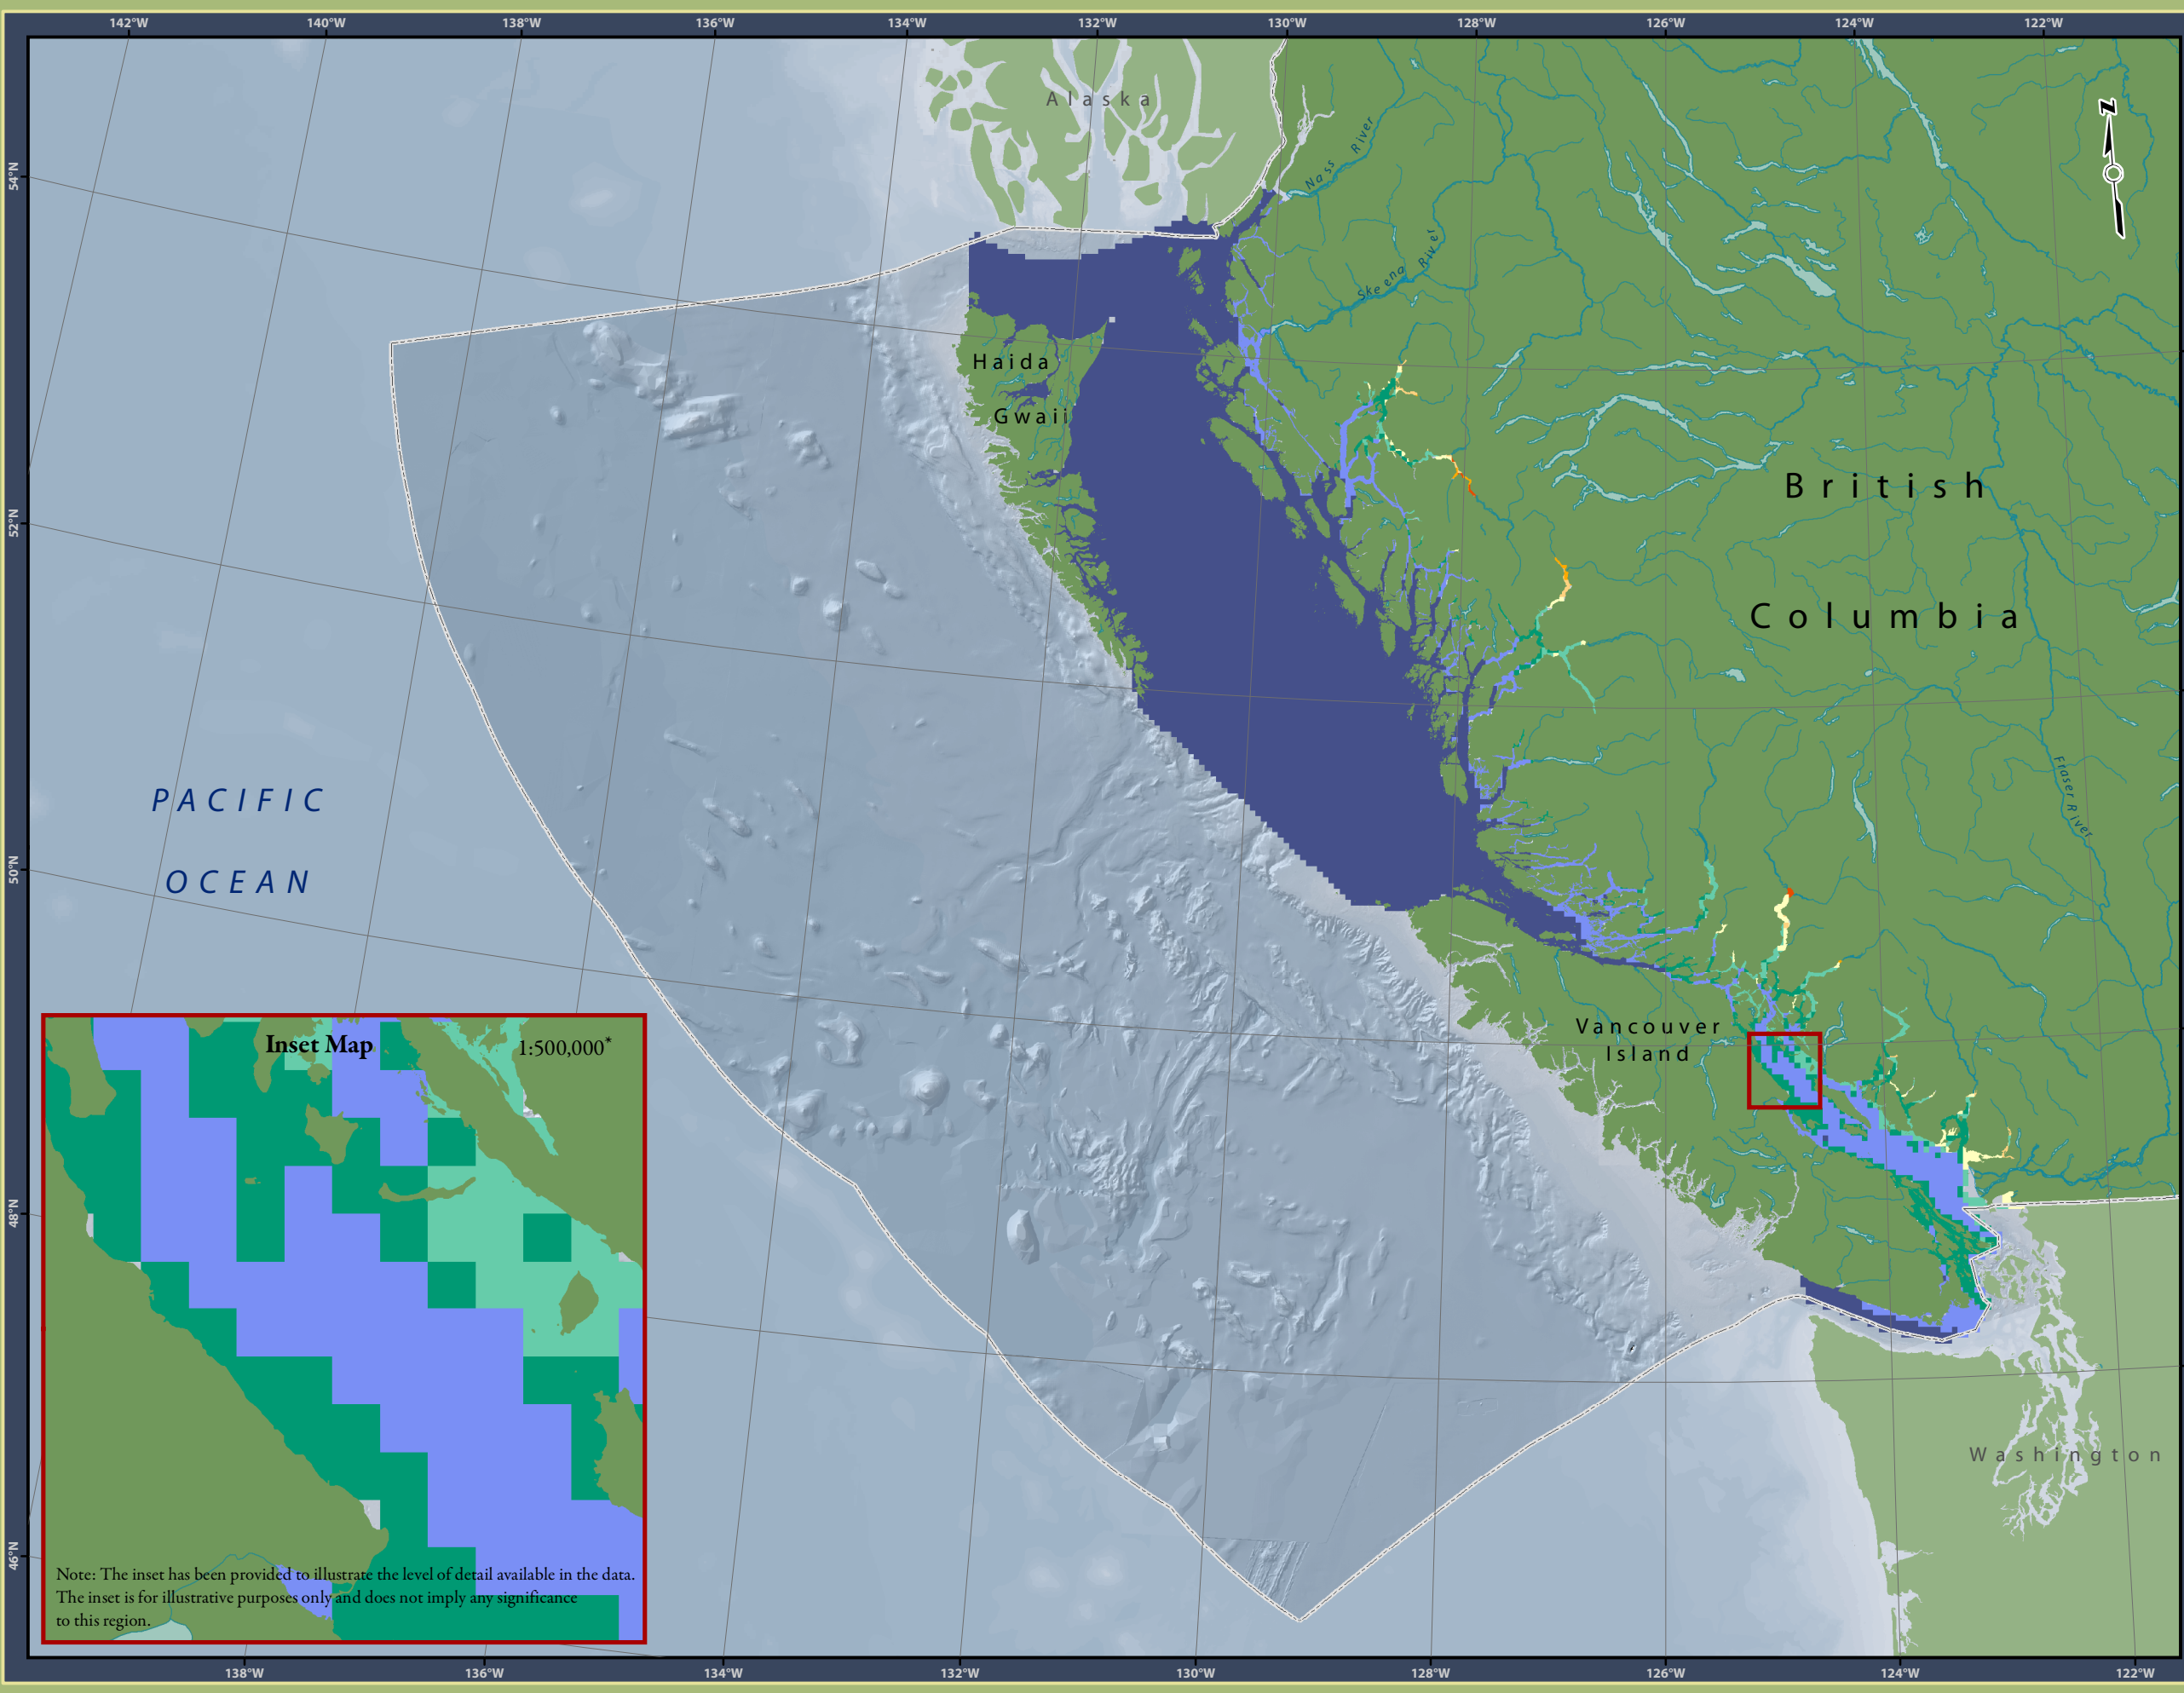 142°W 140°W 138°W 136°W 134°W 132°W 130°W 128°W 126°W 124°W 122°W
54°N
52°N
50°N
48°N
46°N
Alaska
N
Nass River
Skeena River
Haida
Gwaii
British
Columbia
Fraser River
PACIFIC
OCEAN
Vancouver
Island
Washington
Inset Map 1:500,000*
Note: The inset has been provided to illustrate the level of detail available in the data.
The inset is for illustrative purposes only and does not imply any significance
to this region.
138°W 136°W 134°W 132°W 130°W 128°W 126°W 124°W 122°W